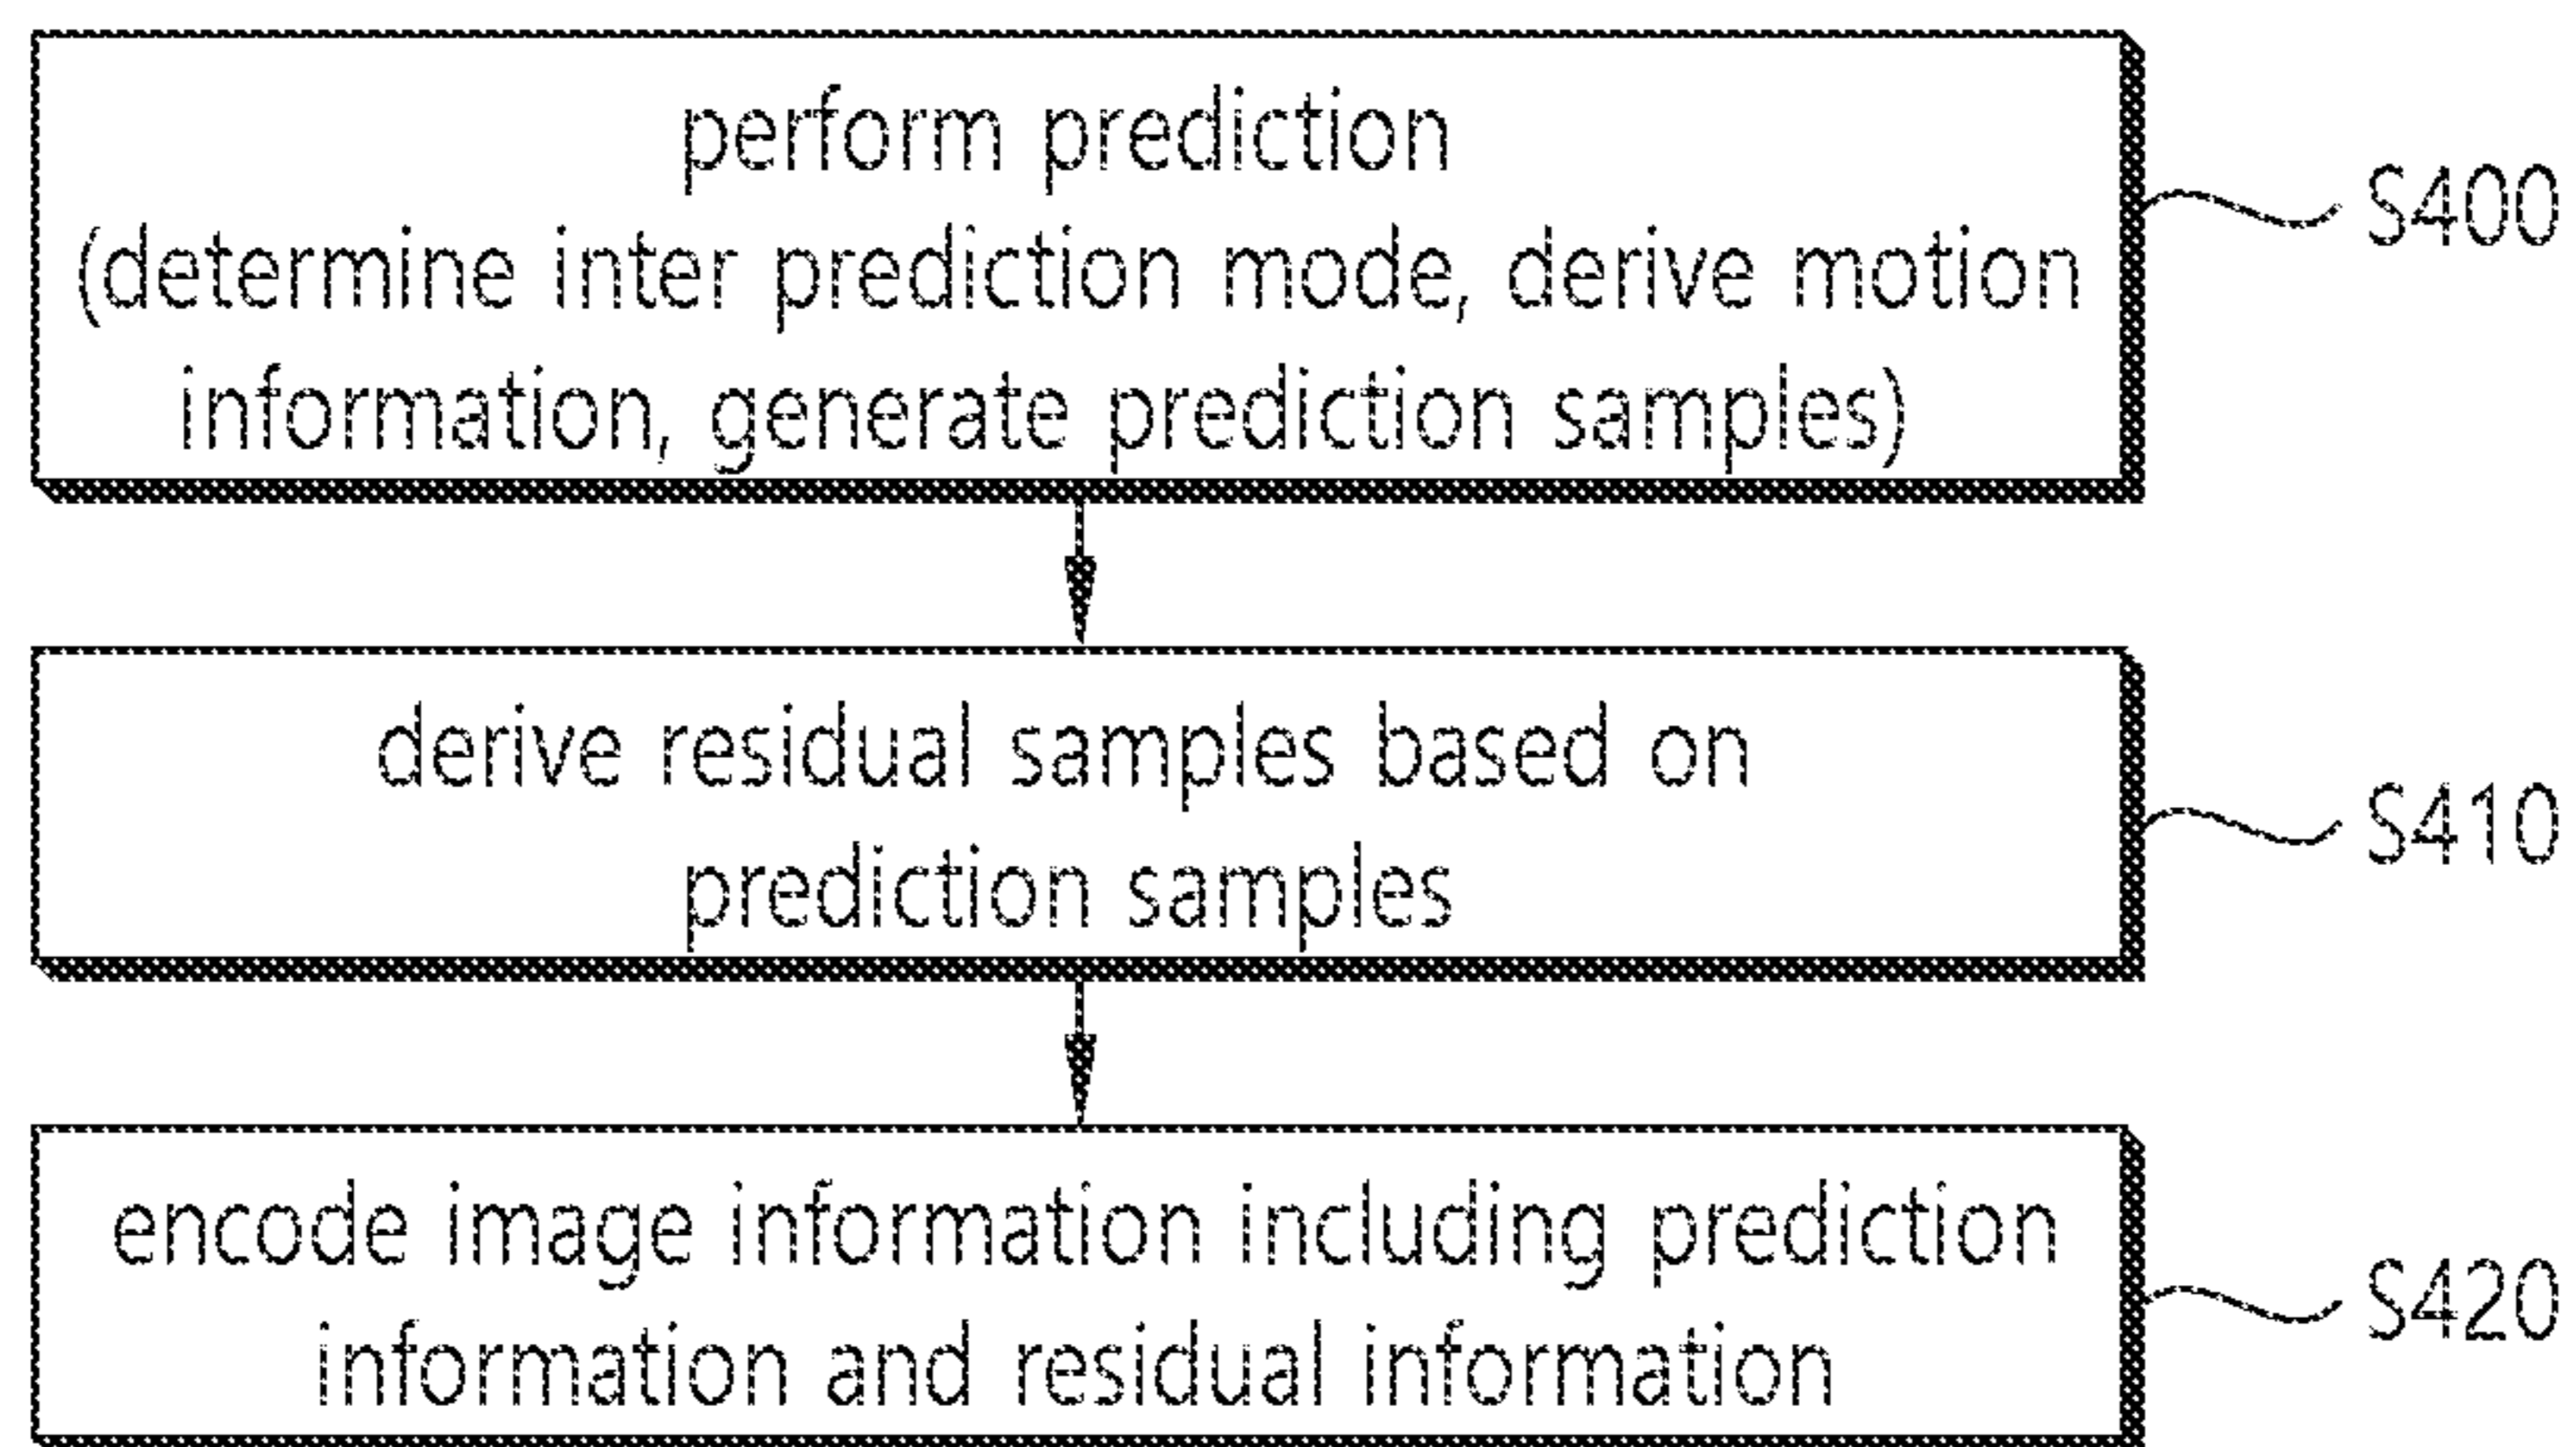 perform prediction
(determine inter prediction mode, derive motion
information, generate prediction samples)
S400
derive residual samples based on
prediction samples
S410
encode image information including prediction
information and residual information
S420